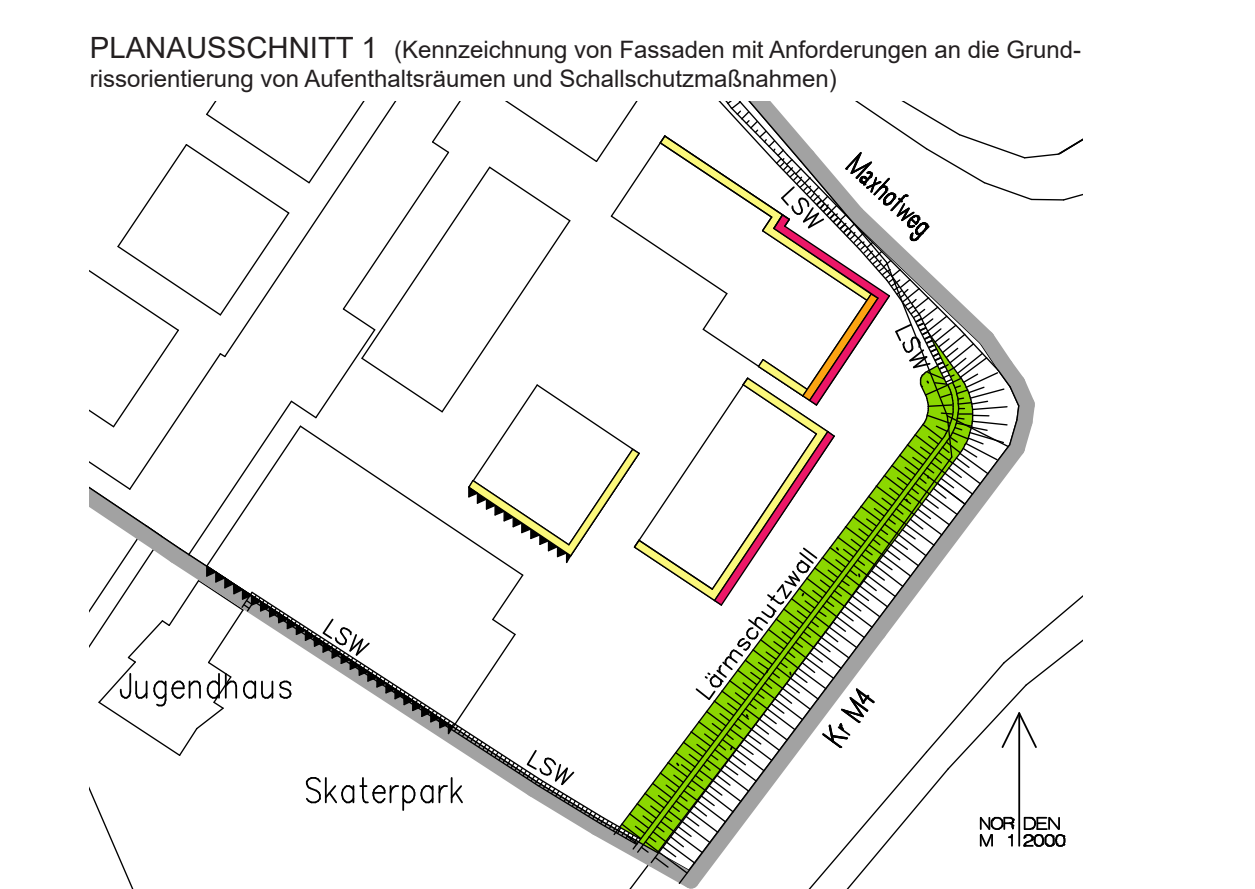 PLANAUSSCHNITT 1 (Kennzeichnung von Fassaden mit Anforderungen an die Grund-
rissorientierung von Aufenthaltsräumen und Schallschutzmaßnahmen)
Maxhofweg
LSW
LSW
Lärmschutzwall
LSW
Jugendhaus
Kr M4
LSW
Skaterpark
NORDEN
M 1:2000